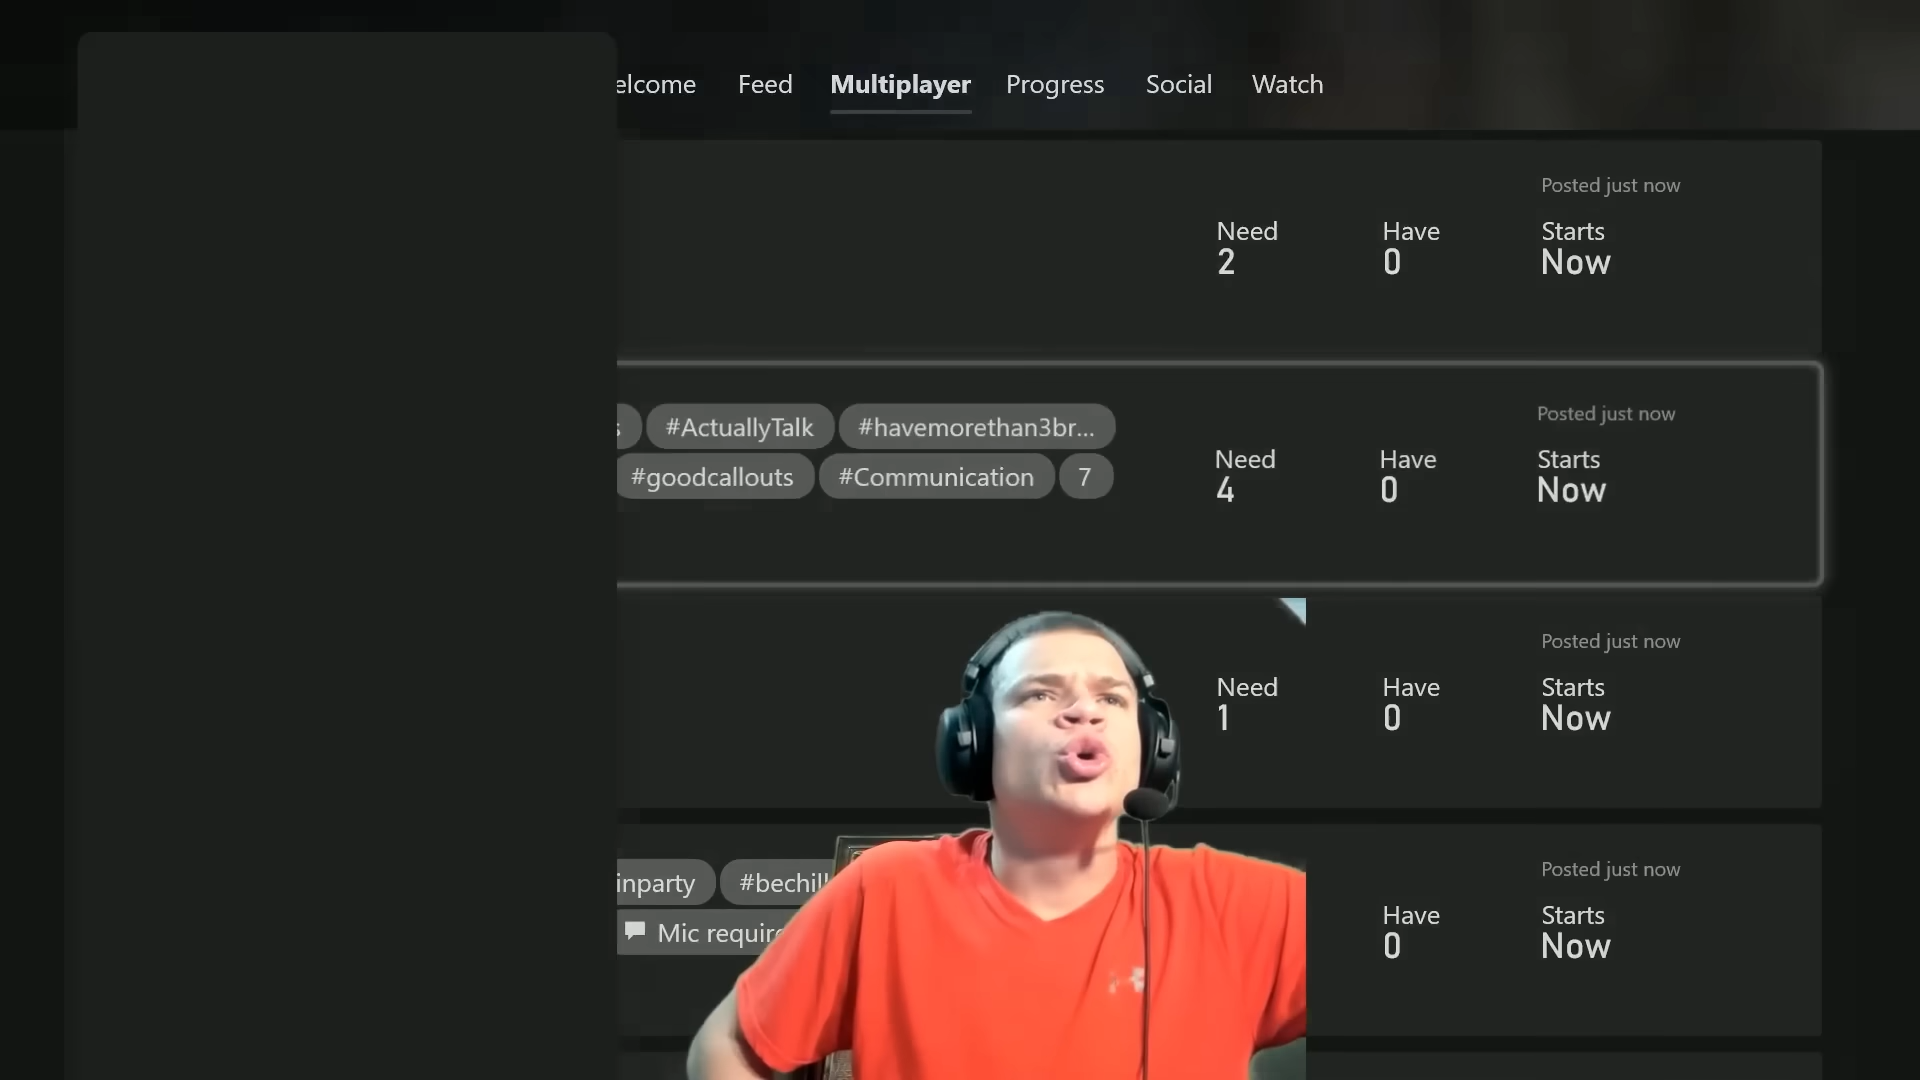 elcome Feed Multiplayer Progress Social Watch
Posted just now
Need Have Starts
2 0 Now
Posted just now
#ActuallyTalk #havemorethan3br...
#goodcallouts #Communication 7
Need Have Starts
4 0 Now
Posted just now
Need Have Starts
1 0 Now
Posted just now
inparty #bechill
Mic require
Have Starts
0 Now